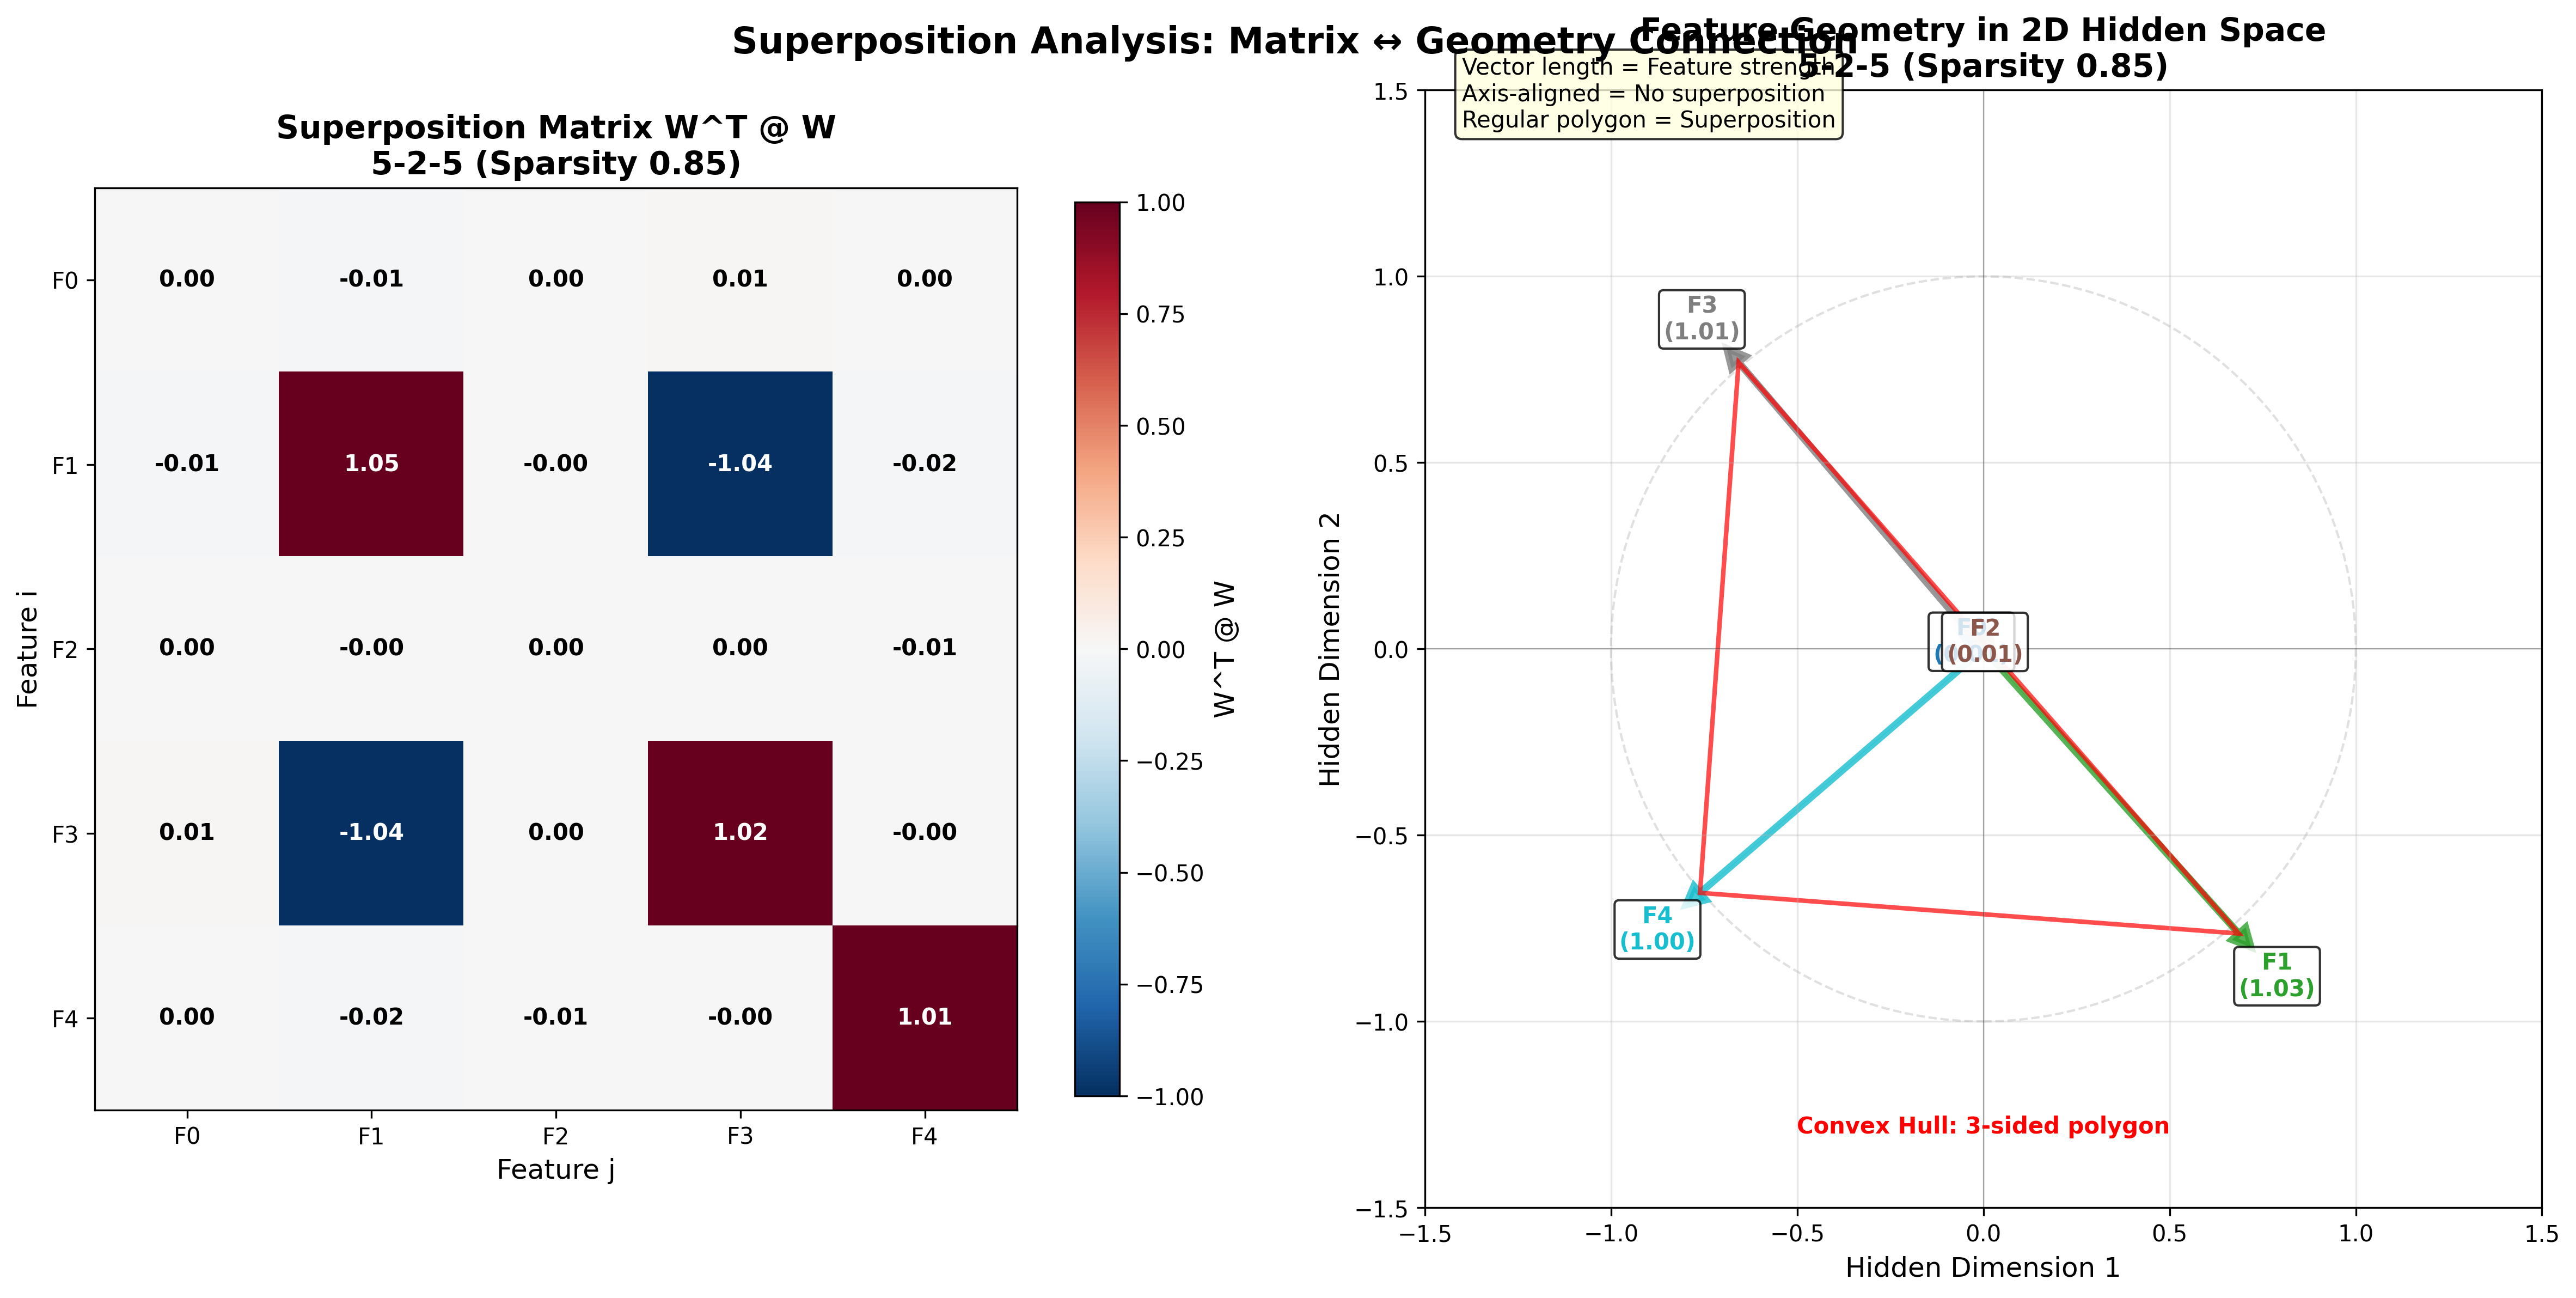 Superposition Analysis: Matrix ↔ Geometry Connection
Superposition Matrix W^T @ W
5-2-5 (Sparsity 0.85)
F0
F1
F2
F3
F4
Feature i
0.00 -0.01 0.00 0.01 0.00
-0.01 1.05 -0.00 -1.04 -0.02
0.00 -0.00 0.00 0.00 -0.01
0.01 -1.04 0.00 1.02 -0.00
0.00 -0.02 -0.01 -0.00 1.01
F0 F1 F2 F3 F4
Feature j
1.00
0.75
0.50
0.25
0.00
−0.25
−0.50
−0.75
−1.00
W^T @ W
Feature Geometry in 2D Hidden Space
5-2-5 (Sparsity 0.85)
Vector length = Feature strength
Axis-aligned = No superposition
Regular polygon = Superposition
1.5
1.0
0.5
0.0
−0.5
−1.0
−1.5
Hidden Dimension 2
F3
(1.01)
F2
(0.01)
F4
(1.00)
F1
(1.03)
Convex Hull: 3-sided polygon
−1.5 −1.0 −0.5 0.0 0.5 1.0 1.5
Hidden Dimension 1